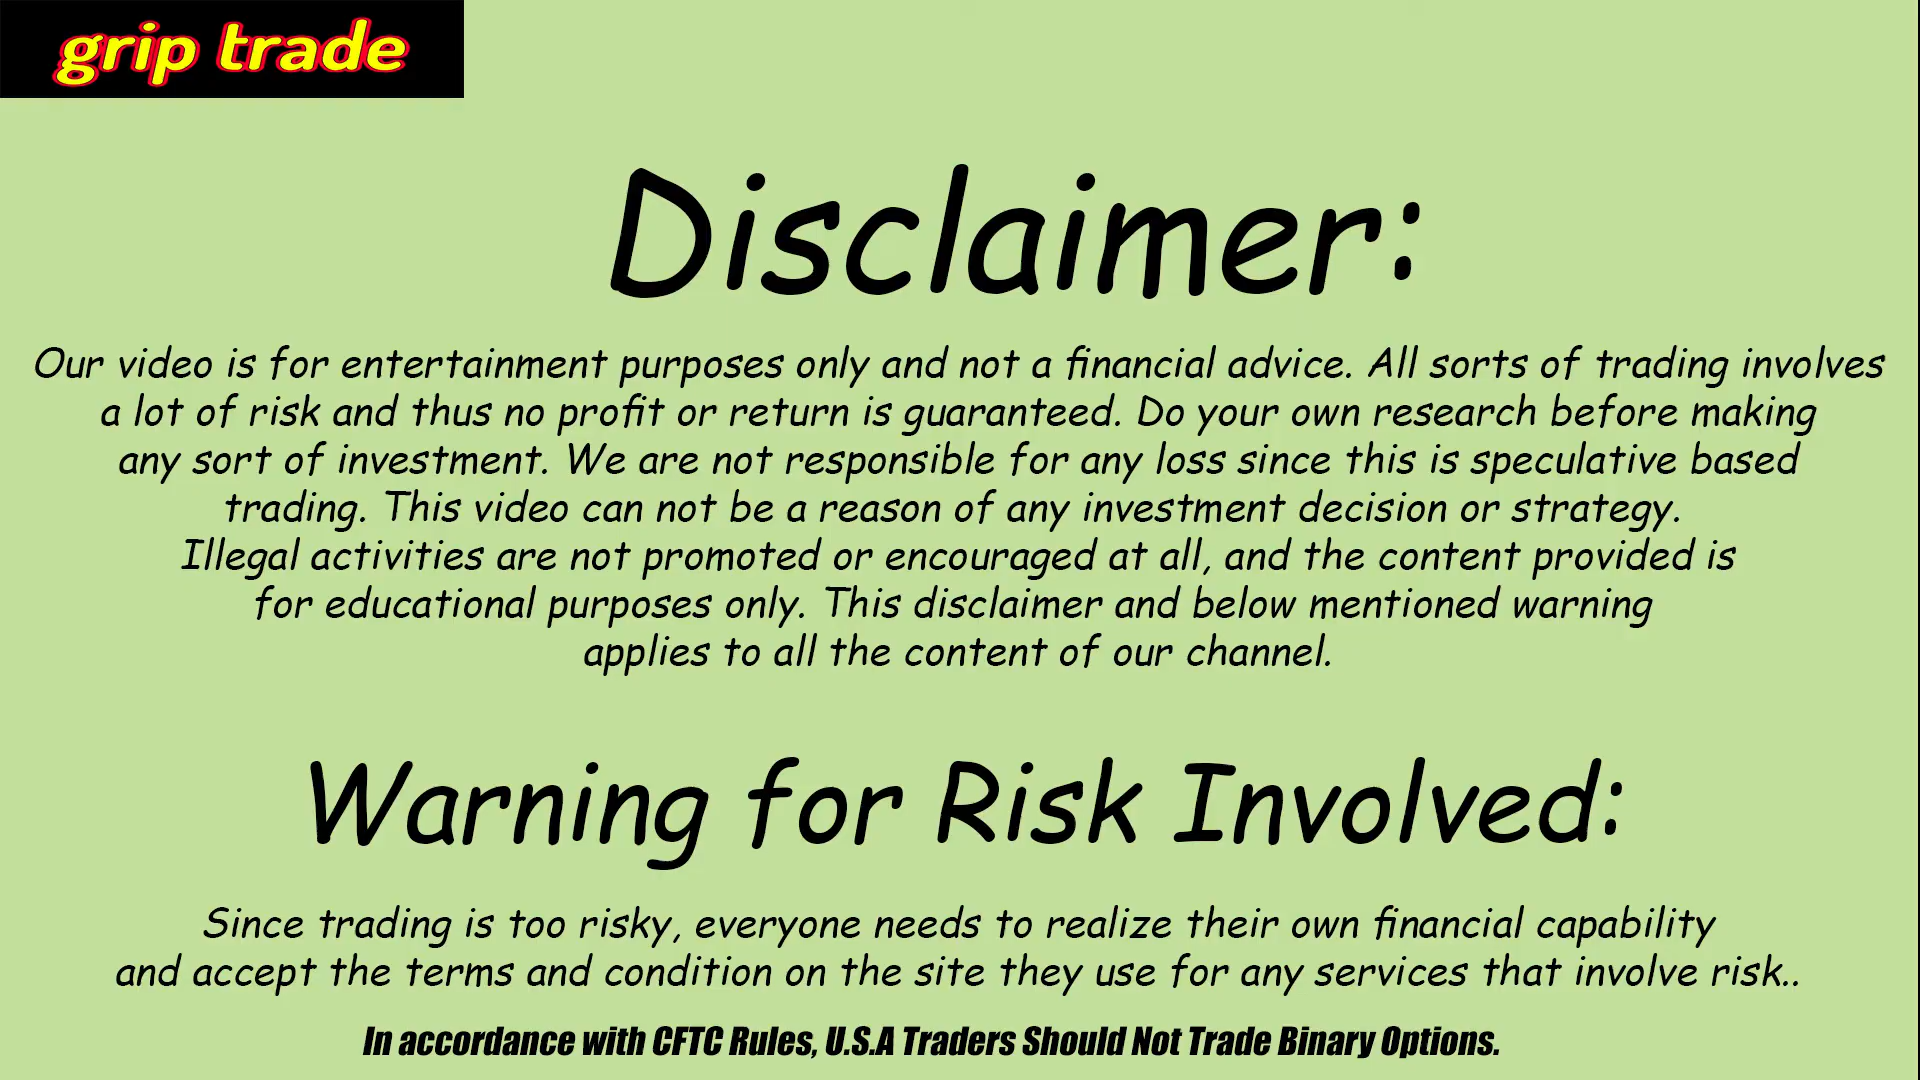 grip trade
Disclaimer:
Our video is for entertainment purposes only and not a financial advice. All sorts of trading involves
a lot of risk and thus no profit or return is guaranteed. Do your own research before making
any sort of investment. We are not responsible for any loss since this is speculative based
trading. This video can not be a reason of any investment decision or strategy.
Illegal activities are not promoted or encouraged at all, and the content provided is
for educational purposes only. This disclaimer and below mentioned warning
applies to all the content of our channel.
Warning for Risk Involved:
Since trading is too risky, everyone needs to realize their own financial capability
and accept the terms and condition on the site they use for any services that involve risk..
In accordance with CFTC Rules, U.S.A Traders Should Not Trade Binary Options.